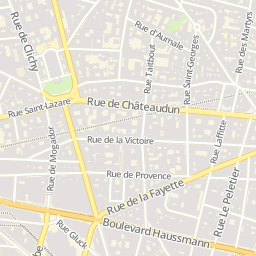 Rue de Clichy
Rue d'Aumale
Rue Taitbout
Rue Saint-Georges
Rue des Martyrs
Rue Saint-Lazare
Rue de Châteaudun
Rue de Mogador
Rue de la Victoire
Rue Laffitte
Rue de Provence
Rue de la Fayette
Rue Le Peletier
Boulevard Haussmann
Rue Gluck